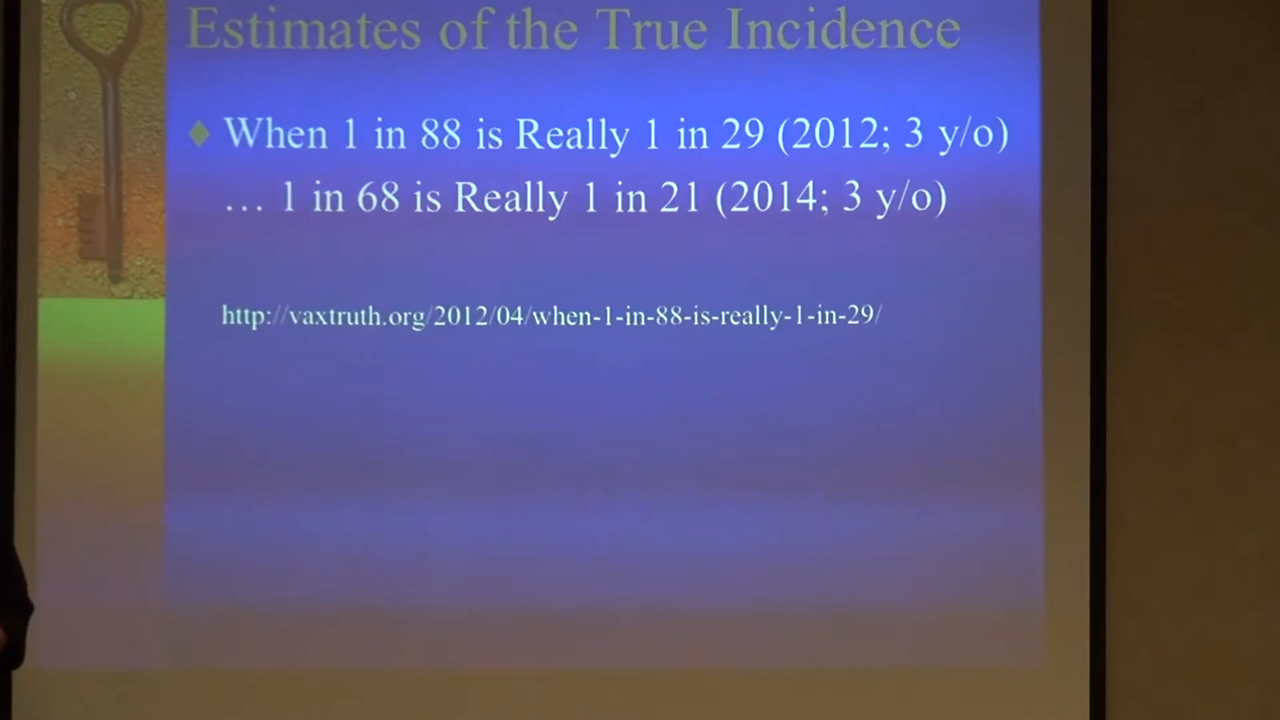 Estimates of the True Incidence
When 1 in 88 is Really 1 in 29 (2012; 3 y/o)
… 1 in 68 is Really 1 in 21 (2014; 3 y/o)
http://vaxtruth.org/2012/04/when-1-in-88-is-really-1-in-29/